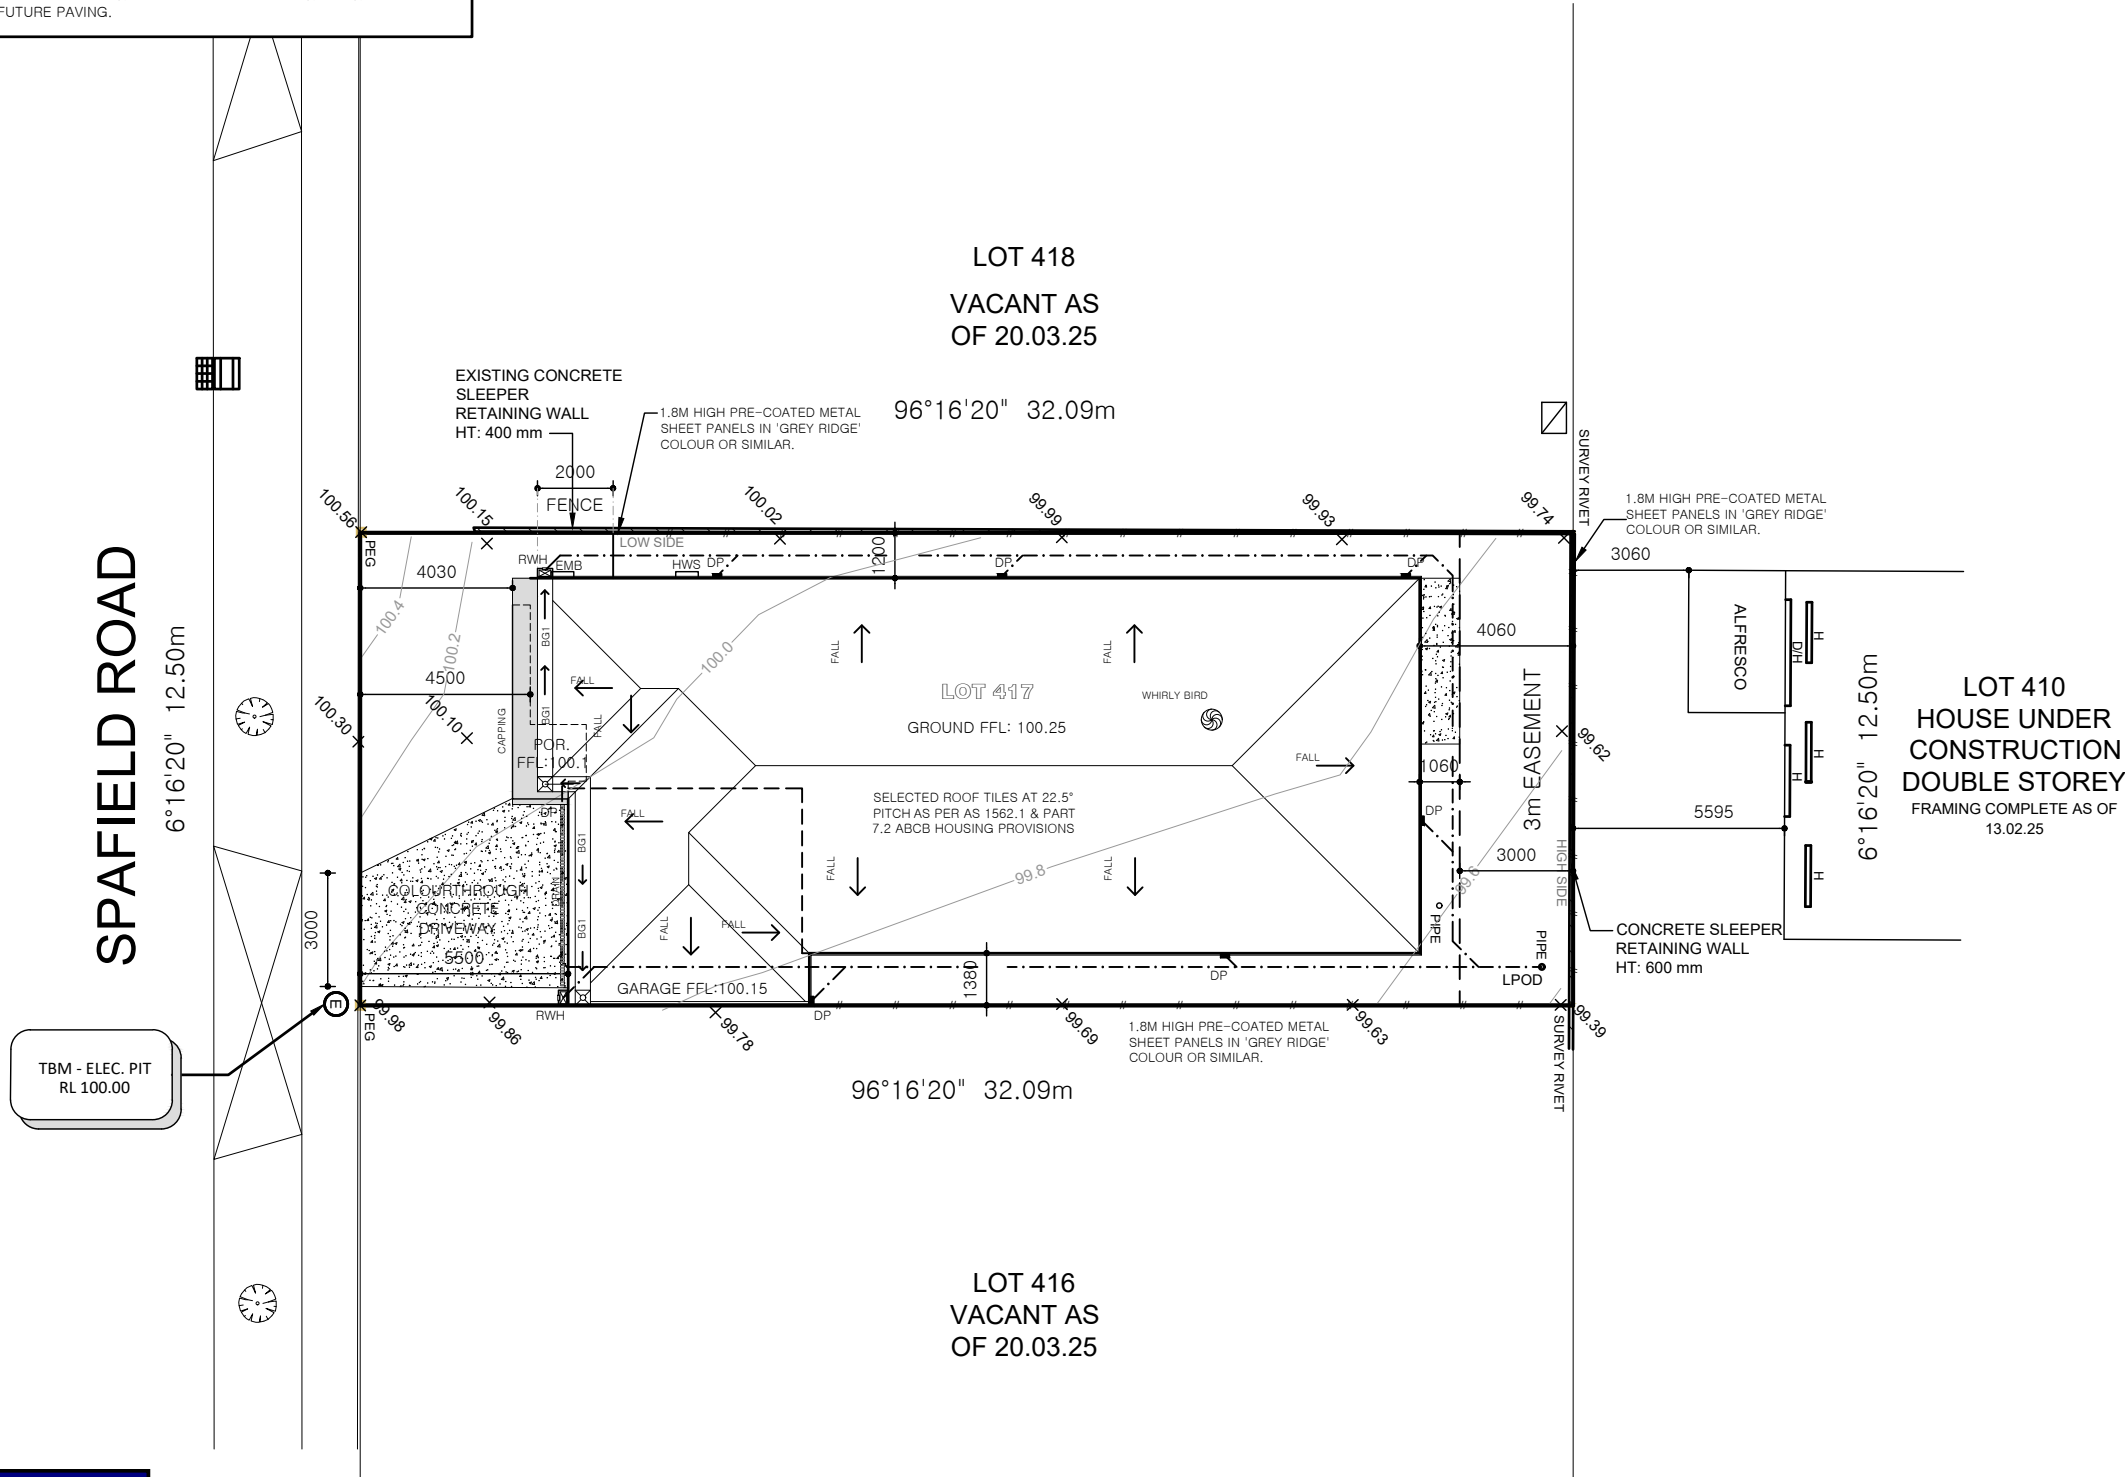 FUTURE PAVING.
LOT 418
VACANT AS
OF 20.03.25
EXISTING CONCRETE
SLEEPER
RETAINING WALL
HT: 400 mm
1.8M HIGH PRE-COATED METAL
SHEET PANELS IN 'GREY RIDGE'
COLOUR OR SIMILAR.
96°16'20" 32.09m
2000
FENCE
100.56
100.15
100.02
99.99
99.93
99.74
SURVEY RIVET
1.8M HIGH PRE-COATED METAL
SHEET PANELS IN 'GREY RIDGE'
COLOUR OR SIMILAR.
3060
PEG
LOW SIDE
1200
RWH
EMB
HWS
DP
DP
DP
4030
100.4
100.2
100.0
BG1
BG1
4500
4060
ALFRESCO
D/H
H
H
H
H
SPAFIELD ROAD
6°16'20" 12.50m
100.30
100.10
CAPPING
FALL
FALL
FALL
FALL
LOT 417
GROUND FFL: 100.25
WHIRLY BIRD
POR.
FFL:100.1
FALL
1060
3m EASEMENT
99.62
6°16'20" 12.50m
LOT 410
HOUSE UNDER
CONSTRUCTION
DOUBLE STOREY
FRAMING COMPLETE AS OF
13.02.25
SELECTED ROOF TILES AT 22.5°
PITCH AS PER AS 1562.1 & PART
7.2 ABCB HOUSING PROVISIONS
DP
FALL
BG1
DP
5595
3000
HIGH SIDE
FALL
FALL
99.8
99.6
COLOURTHROUGH
CONCRETE
DRIVEWAY
DRAIN
BG1
3000
5500
FALL
FALL
PIPE
PIPE
LPOD
CONCRETE SLEEPER
RETAINING WALL
HT: 600 mm
GARAGE FFL:100.15
1380
DP
E
RWH
DP
PEG
99.98
99.86
99.78
99.69
99.63
99.39
SURVEY RIVET
1.8M HIGH PRE-COATED METAL
SHEET PANELS IN 'GREY RIDGE'
COLOUR OR SIMILAR.
TBM - ELEC. PIT
RL 100.00
96°16'20" 32.09m
LOT 416
VACANT AS
OF 20.03.25